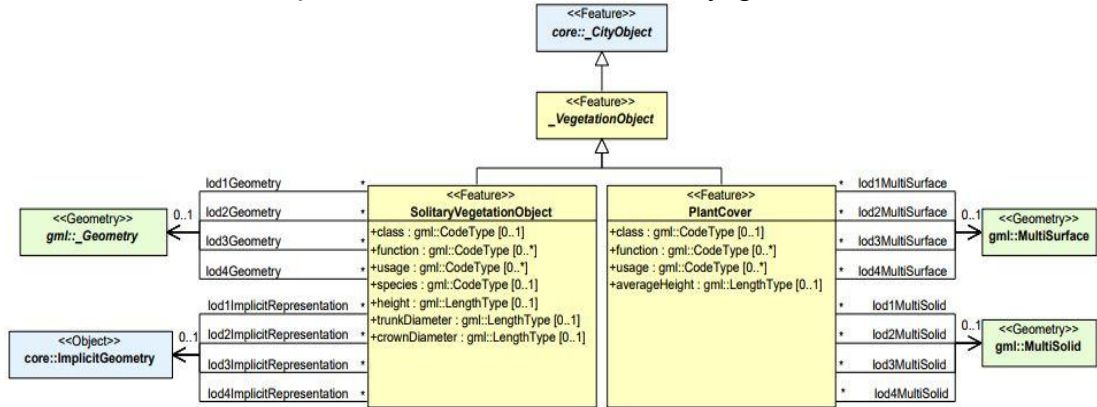 <<Feature>>
core::_CityObject
<<Feature>>
_VegetationObject
lod1Geometry *
lod2Geometry
lod3Geometry
lod4Geometry *
0..1
<<Geometry>>
gml::_Geometry
lod1ImplicitRepresentation *
lod2ImplicitRepresentation *
lod3ImplicitRepresentation *
lod4ImplicitRepresentation *
0..1
<<Object>>
core::ImplicitGeometry
<<Feature>>
SolitaryVegetationObject
+class : gml::CodeType [0..1]
+function : gml::CodeType [0..*]
+usage : gml::CodeType [0..*]
+species : gml::CodeType [0..1]
+height : gml::LengthType [0..1]
+trunkDiameter : gml::LengthType [0..1]
+crownDiameter : gml::LengthType [0..1]
<<Feature>>
PlantCover
+class : gml::CodeType [0..1]
+function : gml::CodeType [0..*]
+usage : gml::CodeType [0..*]
+averageHeight : gml::LengthType [0..1]
* lod1MultiSurface
* lod2MultiSurface
* lod3MultiSurface
* lod4MultiSurface
0..1
<<Geometry>>
gml::MultiSurface
* lod1MultiSolid
* lod2MultiSolid
* lod3MultiSolid
* lod4MultiSolid
0..1
<<Geometry>>
gml::MultiSolid